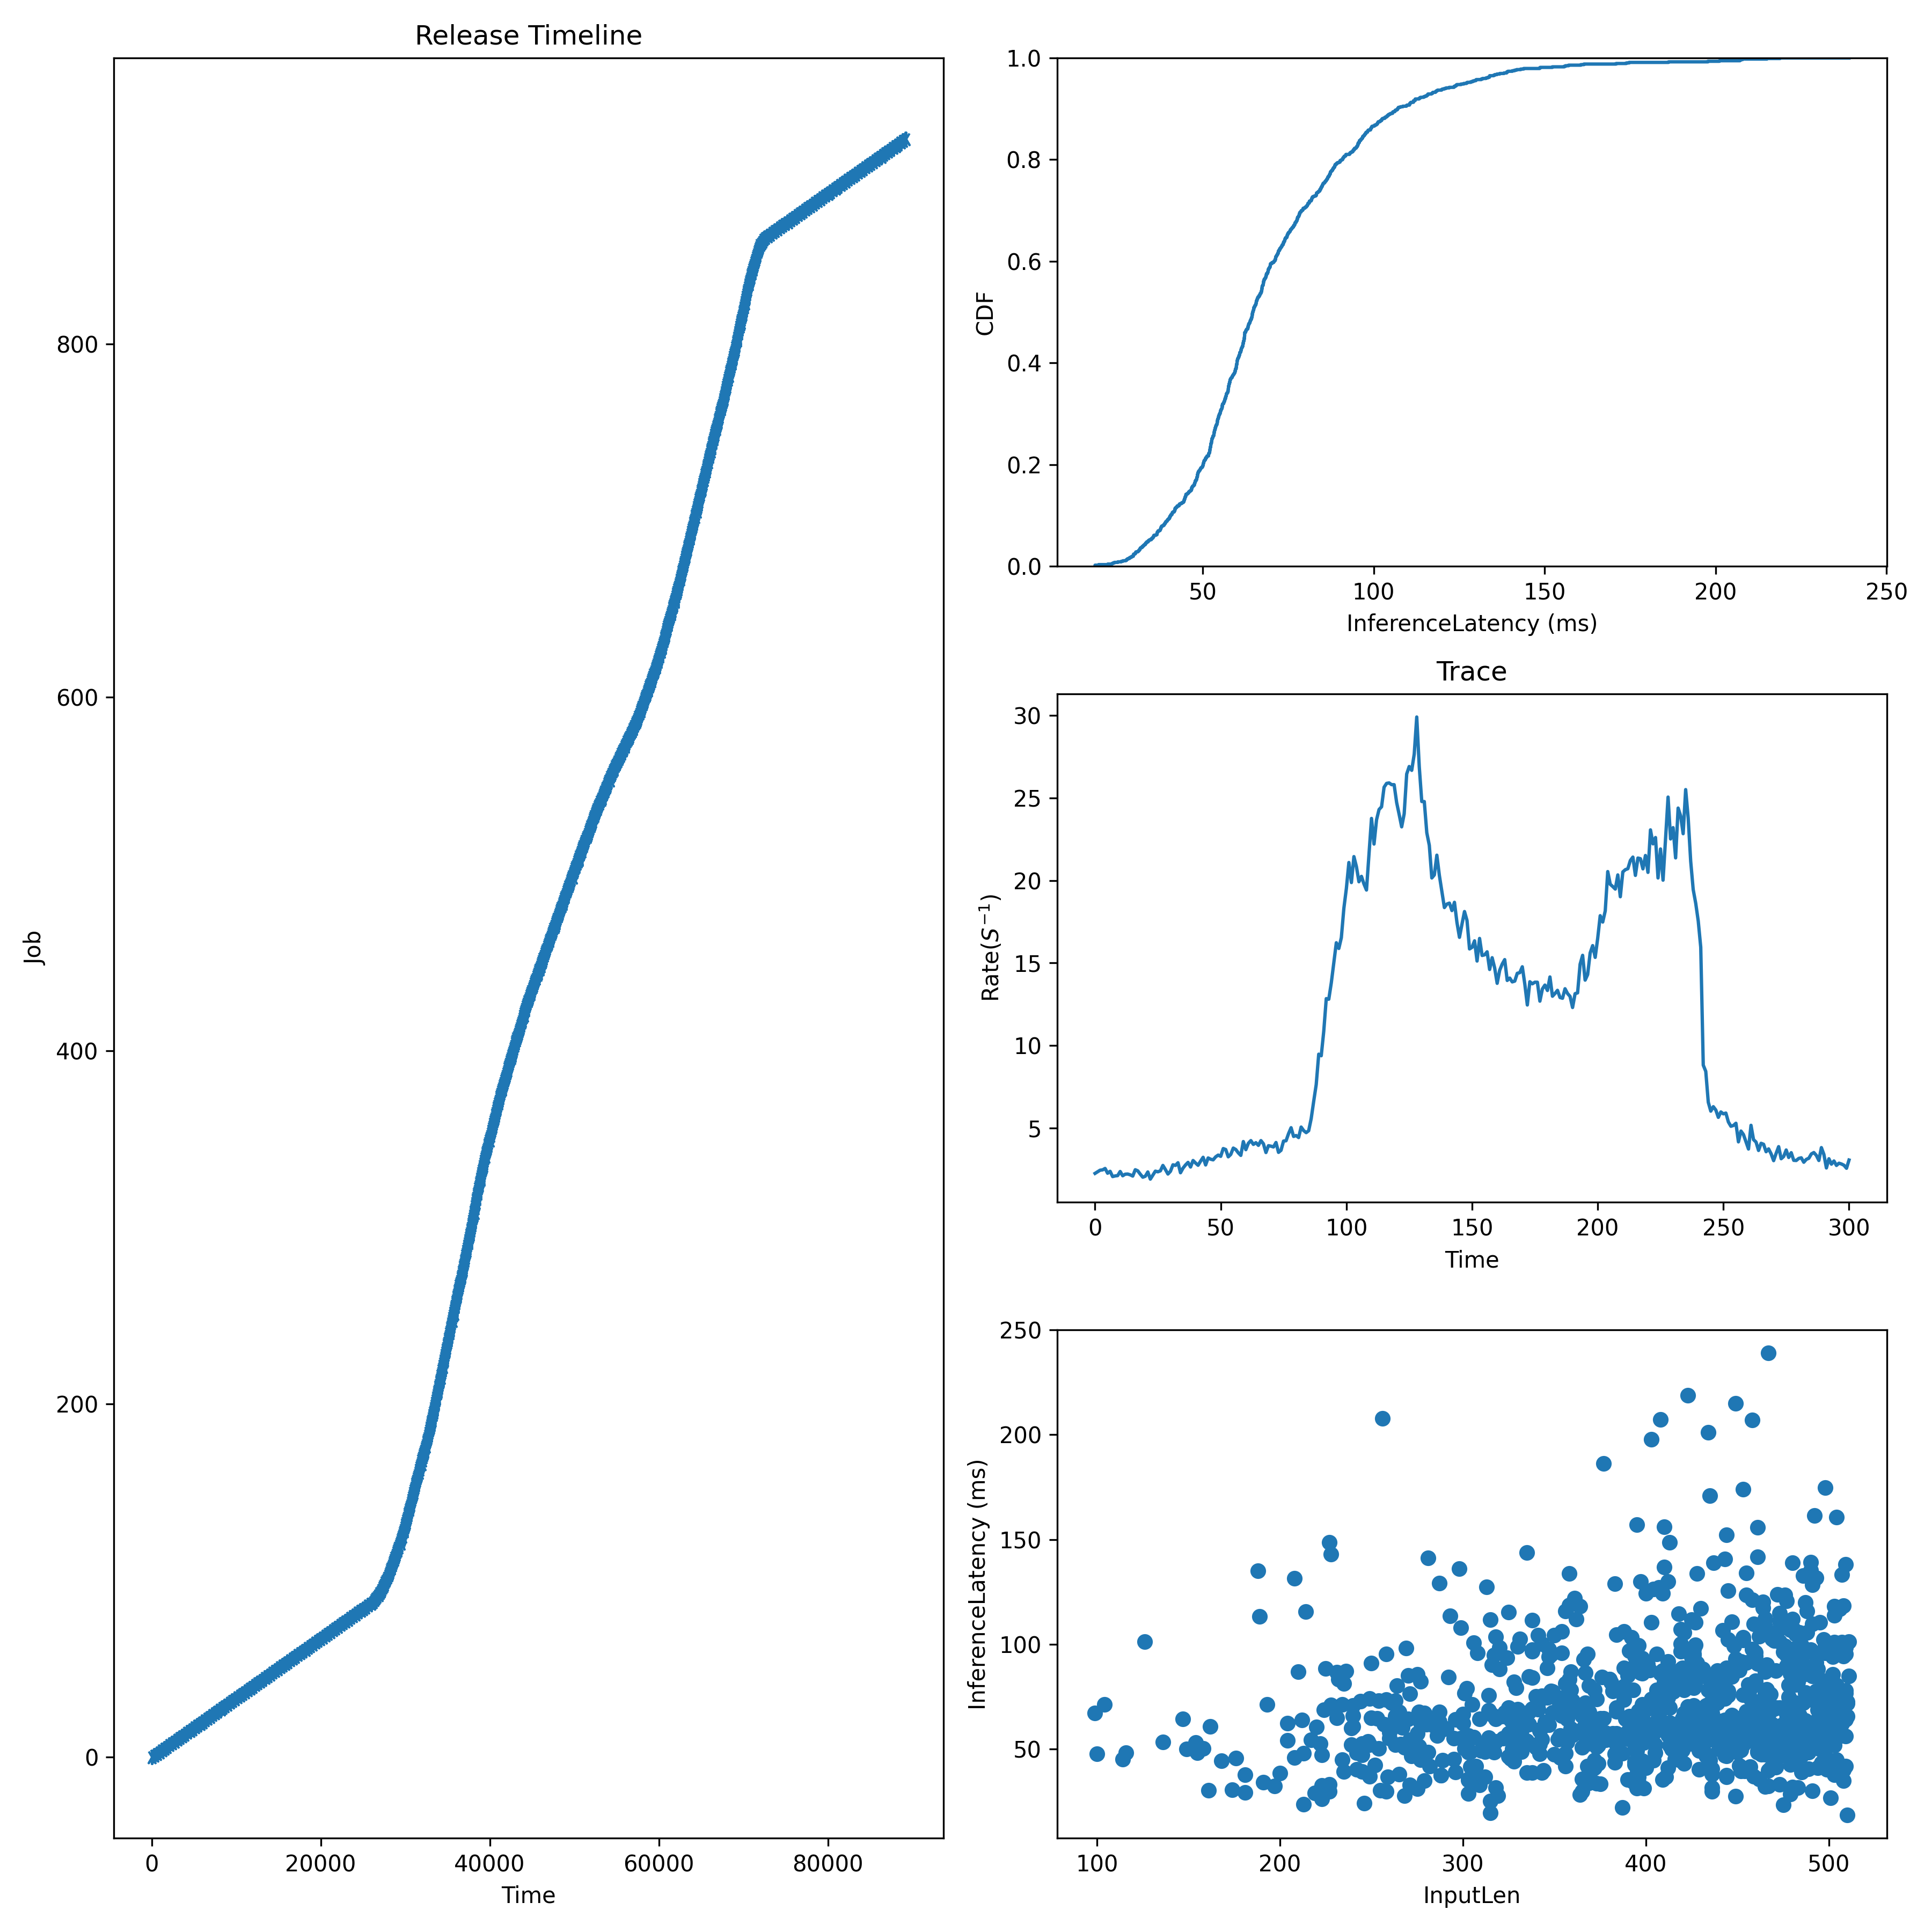 Release Timeline
Job
800
600
400
200
0
0 20000 40000 60000 80000
Time
CDF
1.0
0.8
0.6
0.4
0.2
0.0
50 100 150 200 250
InferenceLatency (ms)
Trace
Rate(S⁻¹)
30
25
20
15
10
5
0 50 100 150 200 250 300
Time
InferenceLatency (ms)
250
200
150
100
50
100 200 300 400 500
InputLen